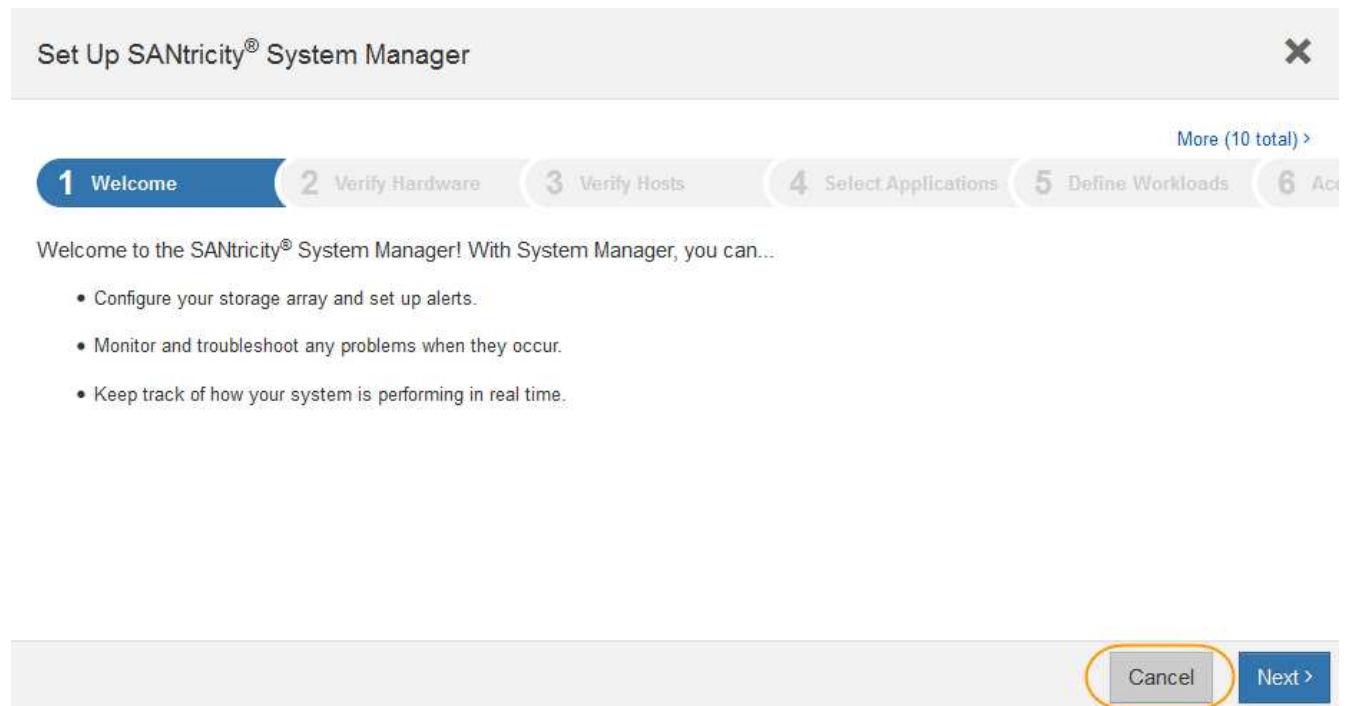 Set Up SANtricity® System Manager
More (10 total) >
1 Welcome 2 Verify Hardware 3 Verify Hosts 4 Select Applications 5 Define Workloads 6 Acc
Welcome to the SANtricity® System Manager! With System Manager, you can...
• Configure your storage array and set up alerts.
• Monitor and troubleshoot any problems when they occur.
• Keep track of how your system is performing in real time.
Cancel Next >